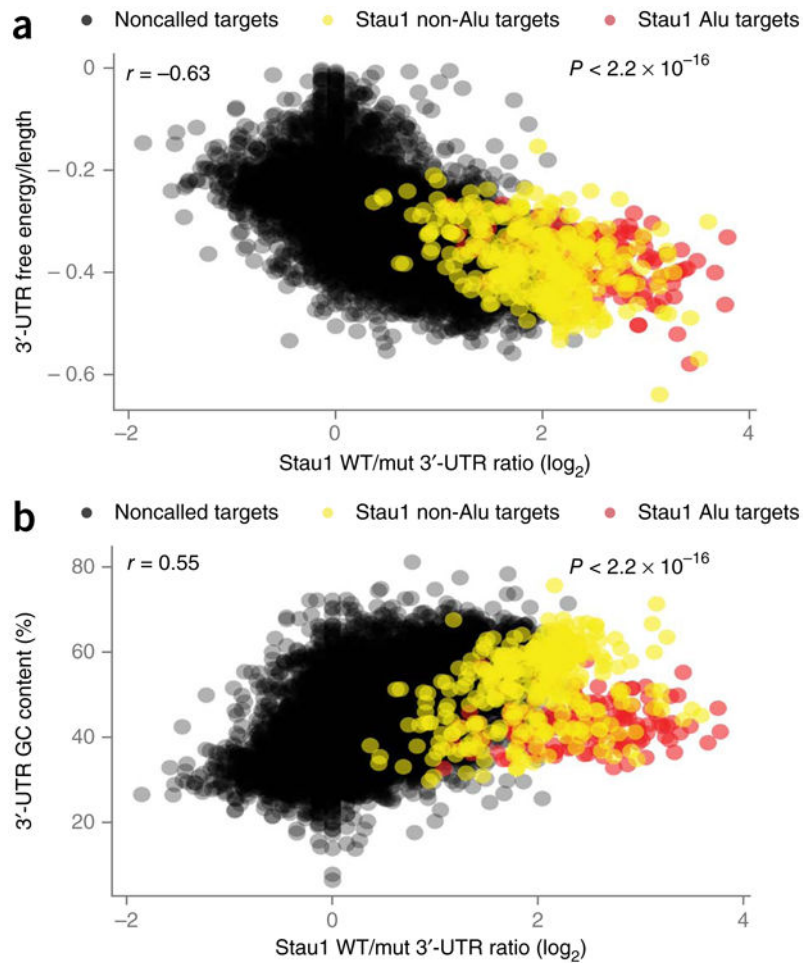 a
Noncalled targets Stau1 non-Alu targets Stau1 Alu targets
r = –0.63 P < 2.2 × 10⁻¹⁶
0
– 0.2
– 0.4
– 0.6
3′-UTR free energy/length
–2 0 2 4
Stau1 WT/mut 3′-UTR ratio (log₂)
b
Noncalled targets Stau1 non-Alu targets Stau1 Alu targets
r = 0.55 P < 2.2 × 10⁻¹⁶
80
60
40
20
3′-UTR GC content (%)
–2 0 2 4
Stau1 WT/mut 3′-UTR ratio (log₂)